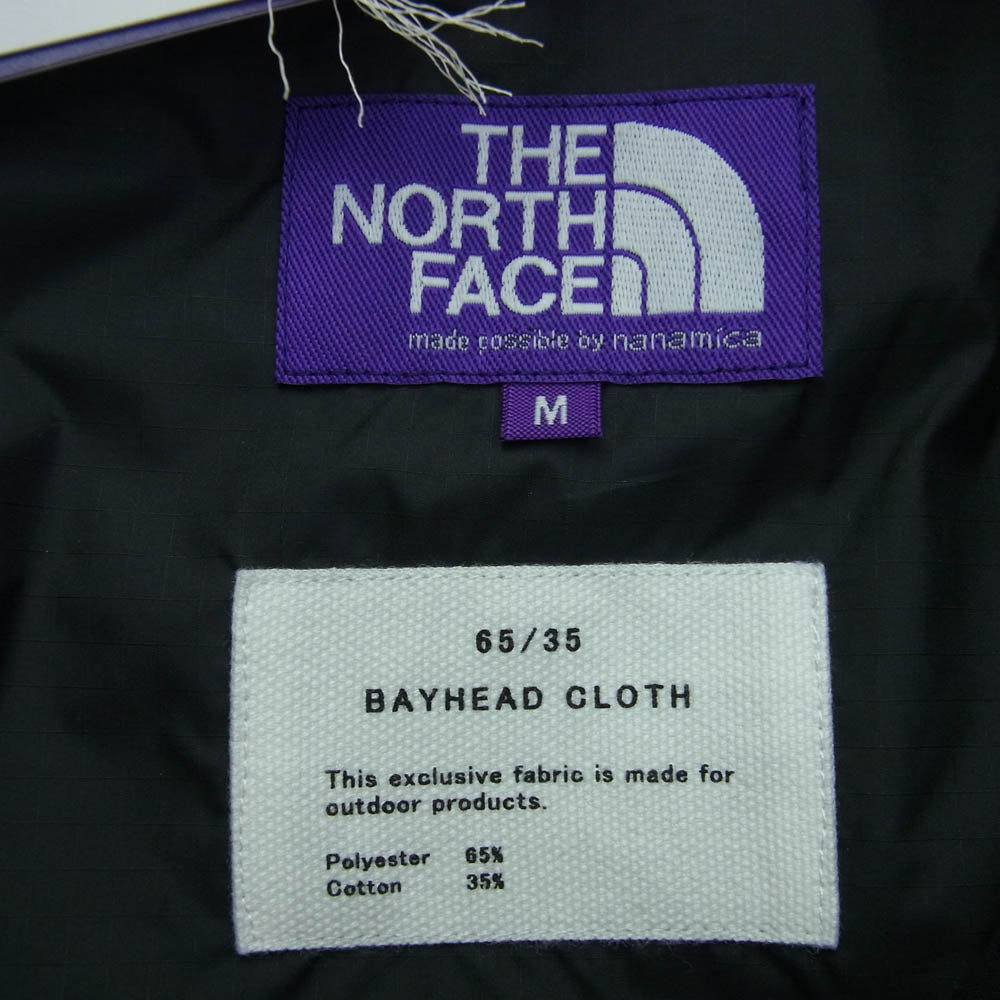 THE
NORTH
FACE
made possible by nanamica
M
65/35
BAYHEAD CLOTH
This exclusive fabric is made for
outdoor products.
Polyester 65%
Cotton 35%